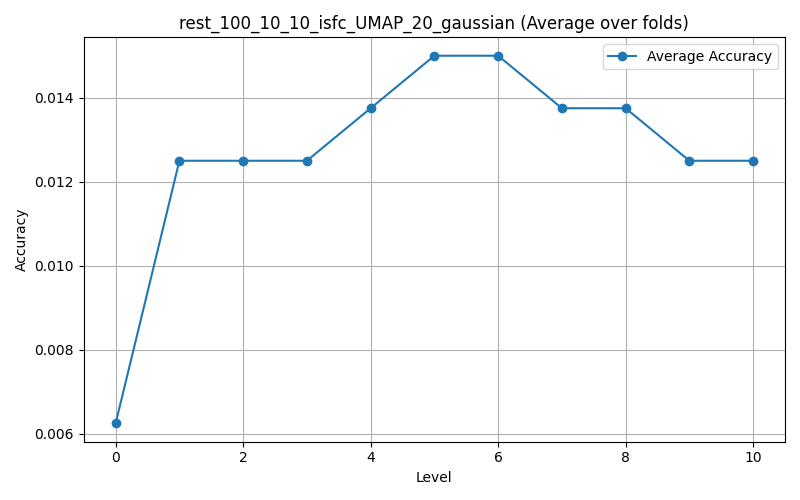 rest_100_10_10_isfc_UMAP_20_gaussian (Average over folds)
Average Accuracy
0.014
0.012
0.010
0.008
0.006
Accuracy
0
2
4
6
8
10
Level